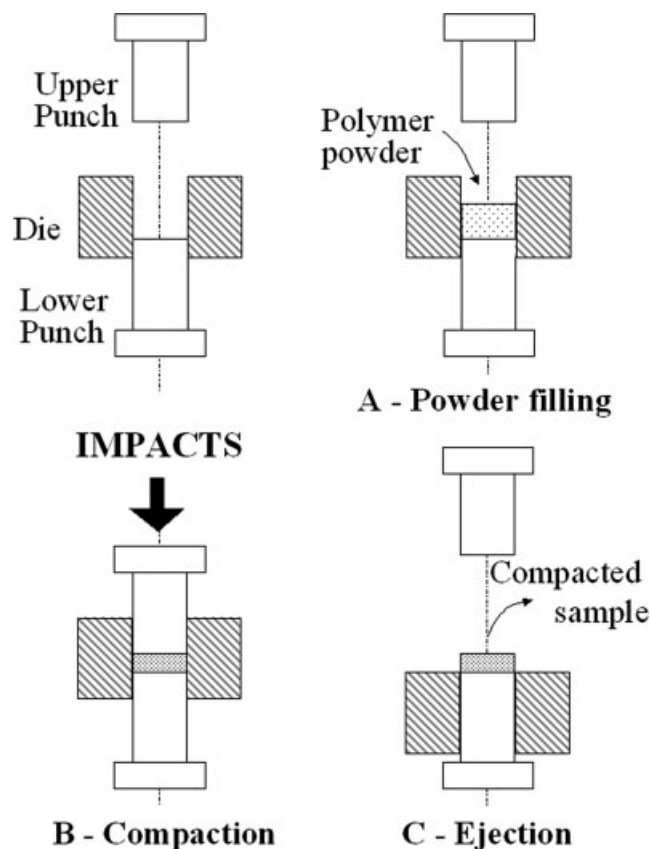 Upper
Punch
Die
Lower
Punch
Polymer
powder
A - Powder filling
IMPACTS
B - Compaction
Compacted
sample
C - Ejection